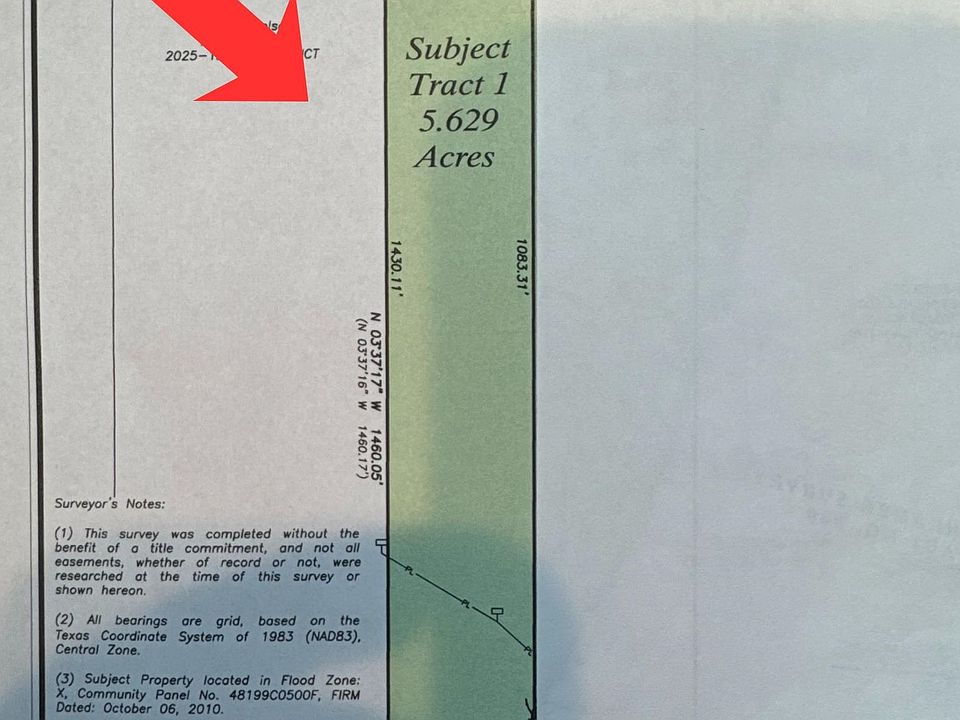 2025-
ICT
Subject
Tract 1
5.629
Acres
1430.11'
1083.31'
N 03°37'17" W 1460.05'
(N 03°37'16" W 1460.17')
PL
PL
PL
Surveyor's Notes:
(1) This survey was completed without the
benefit of a title commitment, and not all
easements, whether of record or not, were
researched at the time of this survey or
shown hereon.
(2) All bearings are grid, based on the
Texas Coordinate System of 1983 (NAD83),
Central Zone.
(3) Subject Property located in Flood Zone:
X, Community Panel No. 48199C0500F, FIRM
Dated: October 06, 2010.